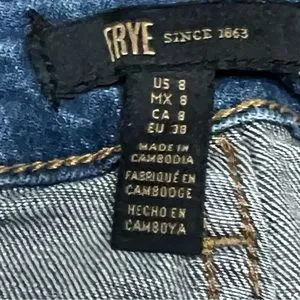 FRYE SINCE 1863
US 8
MX 8
CA 8
EU 38
MADE IN
CAMBODIA
FABRIQUÉ EN
CAMBODGE
HECHO EN
CAMBOYA